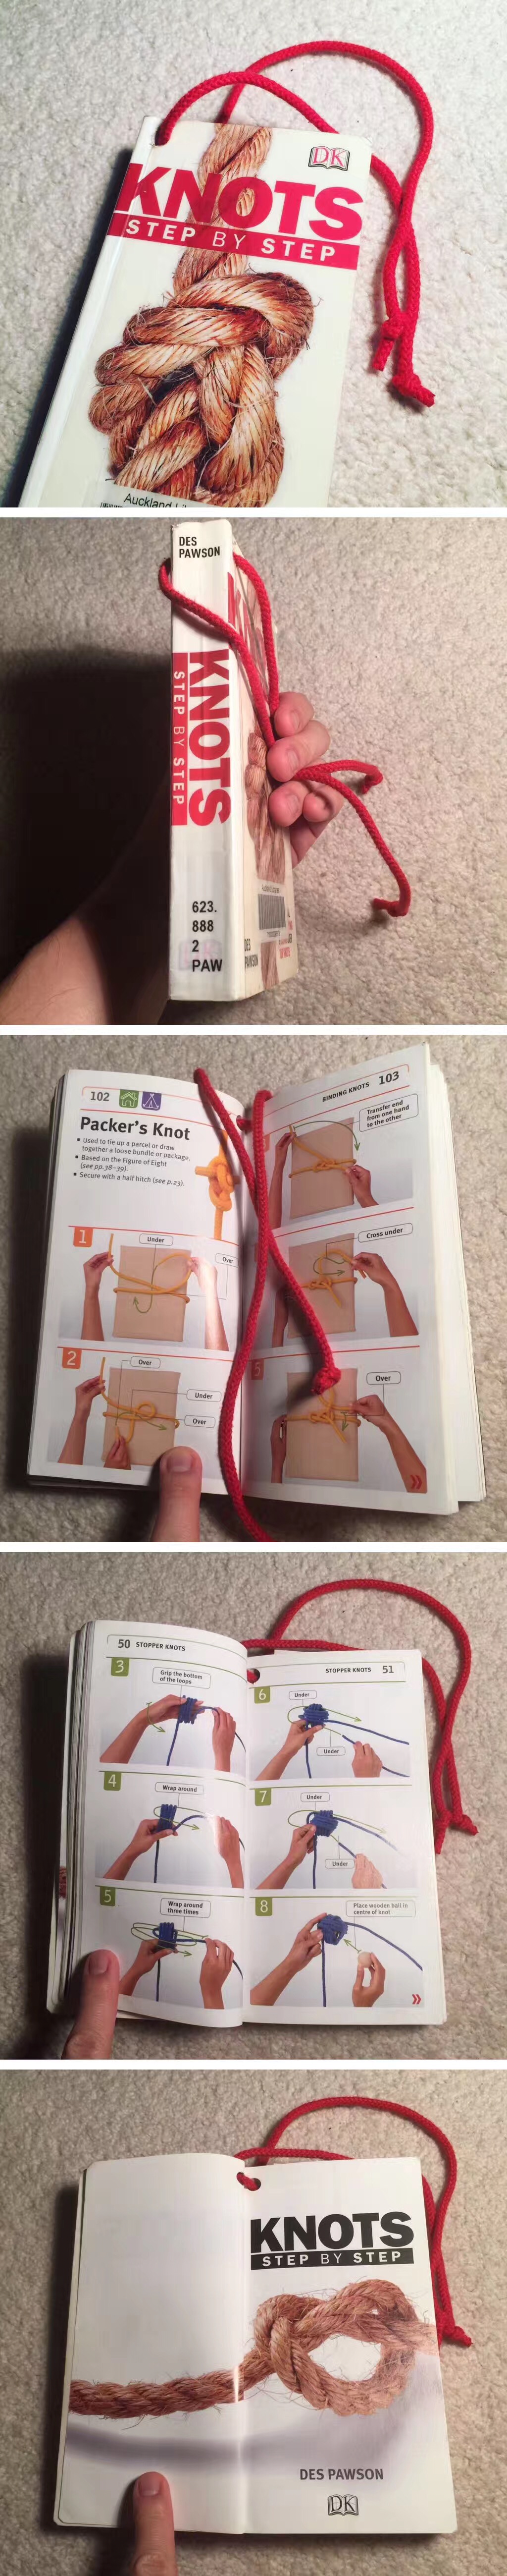 DK
KNOTS
STEP BY STEP
Auckland
DES
PAWSON
KNOTS
STEP BY STEP
623.
888
2
PAW
DES
PAWSON
102
Packer's Knot
Used to tie up a parcel or draw
together a loose bundle or package.
Based on the Figure of Eight
(see pp.38–39).
Secure with a half hitch (see p.23).
1
Under
Over
2
Over
Under
Over
BINDING KNOTS 103
Transfer end
from one hand
to the other
Cross under
5
Over
50 STOPPER KNOTS
3
Grip the bottom
of the loops
4
Wrap around
5
Wrap around
three times
STOPPER KNOTS 51
6
Under
Under
7
Under
Under
8
Place wooden ball in
centre of knot
KNOTS
STEP BY STEP
DES PAWSON
DK